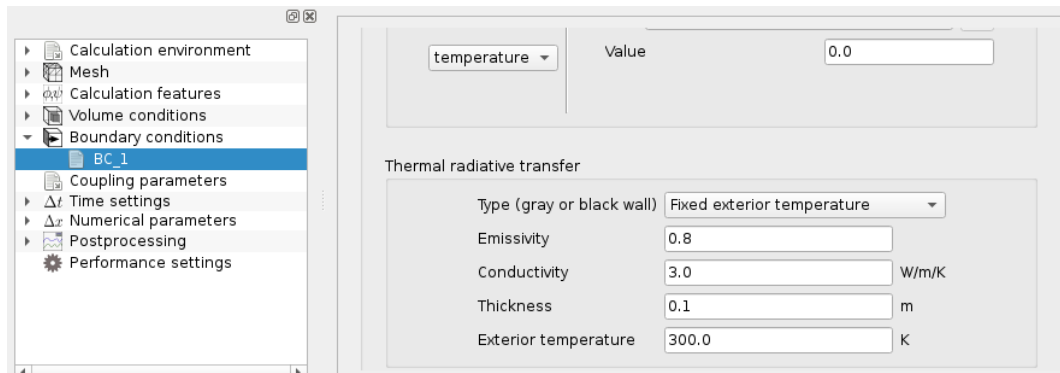 Calculation environment
Mesh
Calculation features
Volume conditions
Boundary conditions
BC_1
Coupling parameters
Δt Time settings
Δx Numerical parameters
Postprocessing
Performance settings
temperature
Value
0.0
Thermal radiative transfer
Type (gray or black wall) Fixed exterior temperature
Emissivity 0.8
Conductivity 3.0 W/m/K
Thickness 0.1 m
Exterior temperature 300.0 K